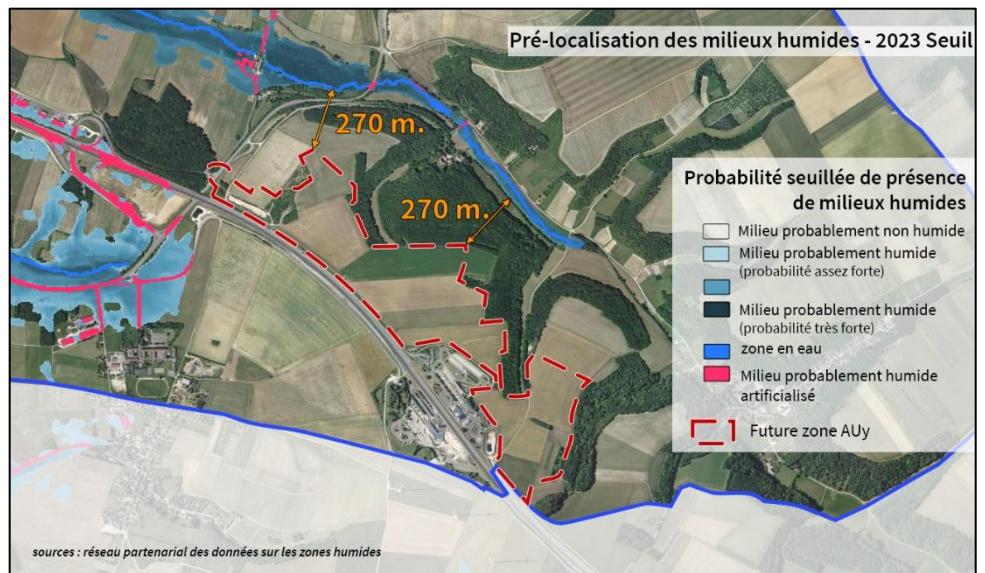 Pré-localisation des milieux humides - 2023 Seuil
270 m.
270 m.
Probabilité seuillée de présence
de milieux humides
Milieu probablement non humide
Milieu probablement humide
(probabilité assez forte)
Milieu probablement humide
(probabilité très forte)
zone en eau
Milieu probablement humide
artificialisé
Future zone AUy
sources : réseau partenarial des données sur les zones humides